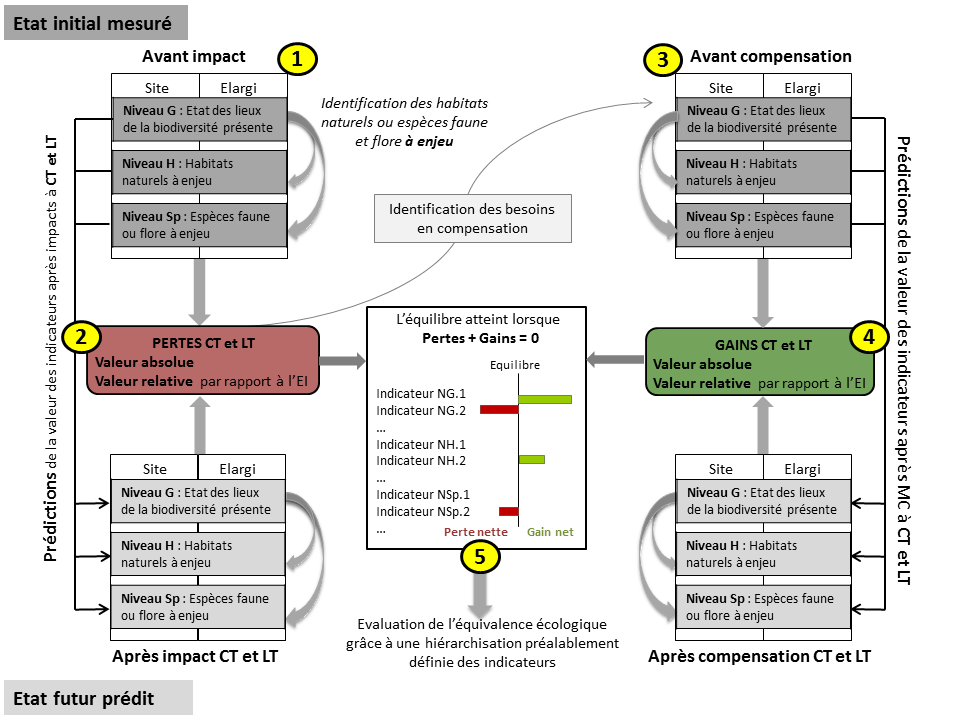 Etat initial mesuré
Avant impact
1
Site Elargi
Niveau G : Etat des lieux
de la biodiversité présente
Niveau H : Habitats
naturels à enjeu
Niveau Sp : Espèces faune
ou flore à enjeu
Identification des habitats
naturels ou espèces faune
et flore à enjeu
3
Avant compensation
Site Elargi
Niveau G : Etat des lieux
de la biodiversité présente
Niveau H : Habitats
naturels à enjeu
Niveau Sp : Espèces faune
ou flore à enjeu
Identification des besoins
en compensation
Prédictions de la valeur des indicateurs après impacts à CT et LT
Prédictions de la valeur des indicateurs après MC à CT et LT
2
PERTES CT et LT
Valeur absolue
Valeur relative par rapport à l'EI
L'équilibre atteint lorsque
Pertes + Gains = 0
Equilibre
Indicateur NG.1
Indicateur NG.2
...
Indicateur NH.1
Indicateur NH.2
...
Indicateur NSp.1
Indicateur NSp.2
...
Perte nette Gain net
4
GAINS CT et LT
Valeur absolue
Valeur relative par rapport à l'EI
Site Elargi
Niveau G : Etat des lieux
de la biodiversité présente
Niveau H : Habitats
naturels à enjeu
Niveau Sp : Espèces faune
ou flore à enjeu
Après impact CT et LT
5
Evaluation de l'équivalence écologique
grâce à une hiérarchisation préalablement
définie des indicateurs
Site Elargi
Niveau G : Etat des lieux
de la biodiversité présente
Niveau H : Habitats
naturels à enjeu
Niveau Sp : Espèces faune
ou flore à enjeu
Après compensation CT et LT
Etat futur prédit